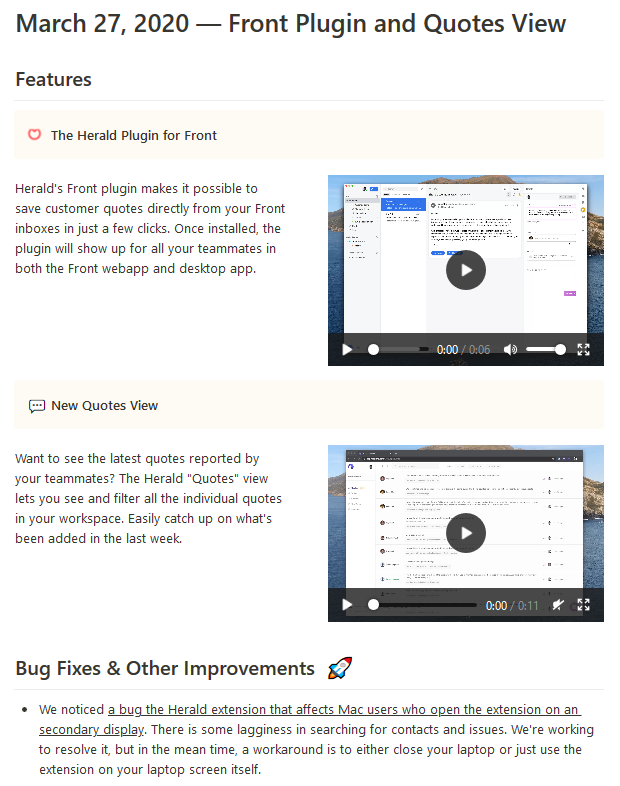 March 27, 2020 — Front Plugin and Quotes View
Features
The Herald Plugin for Front
Herald's Front plugin makes it possible to
save customer quotes directly from your Front
inboxes in just a few clicks. Once installed, the
plugin will show up for all your teammates in
both the Front webapp and desktop app.
0:00 / 0:06
New Quotes View
Want to see the latest quotes reported by
your teammates? The Herald "Quotes" view
lets you see and filter all the individual quotes
in your workspace. Easily catch up on what's
been added in the last week.
0:00 / 0:11
Bug Fixes & Other Improvements 🚀
• We noticed a bug the Herald extension that affects Mac users who open the extension on an
secondary display. There is some lagginess in searching for contacts and issues. We're working
to resolve it, but in the mean time, a workaround is to either close your laptop or just use the
extension on your laptop screen itself.